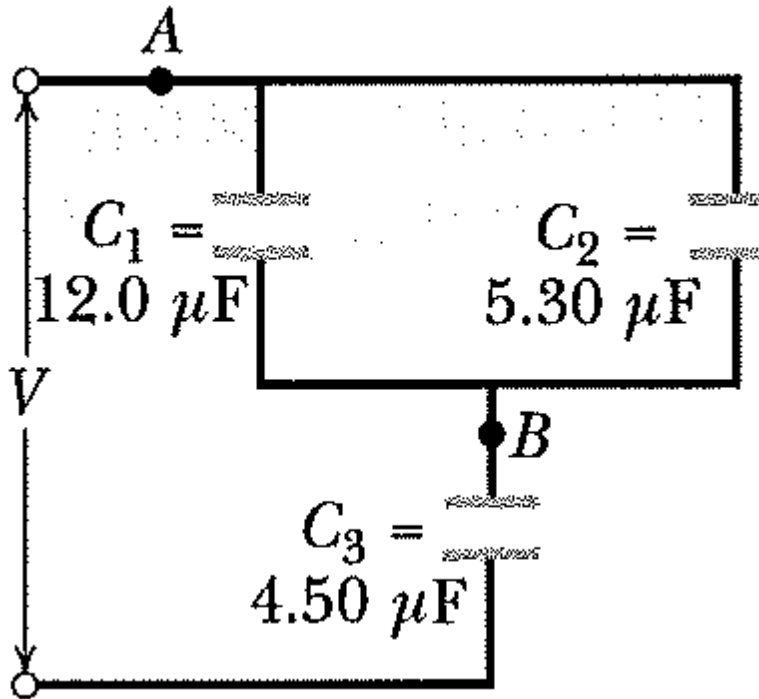 A
C₁ =
12.0 μF
C₂ =
5.30 μF
V
B
C₃ =
4.50 μF